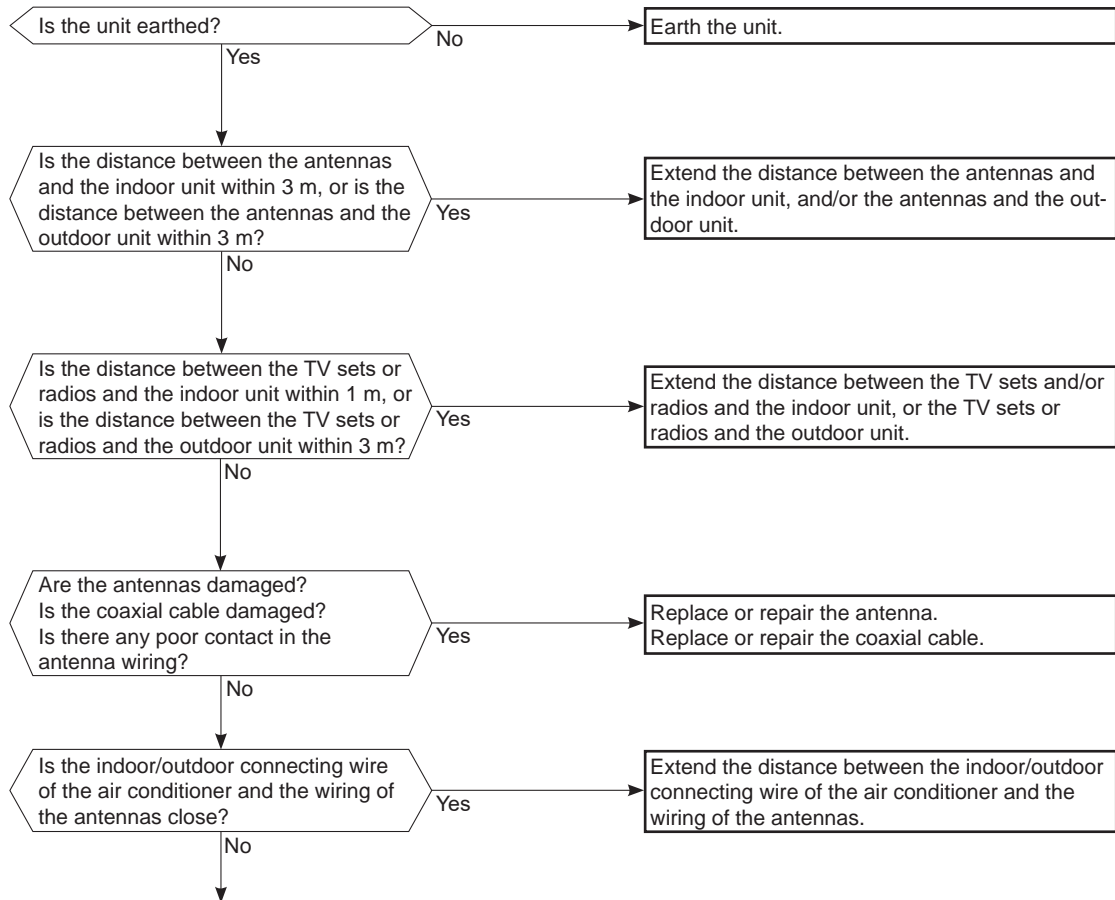 Is the unit earthed?
No
Earth the unit.
Yes
Is the distance between the antennas
and the indoor unit within 3 m, or is the
distance between the antennas and the
outdoor unit within 3 m?
Yes
Extend the distance between the antennas and
the indoor unit, and/or the antennas and the out-
door unit.
No
Is the distance between the TV sets or
radios and the indoor unit within 1 m, or
is the distance between the TV sets or
radios and the outdoor unit within 3 m?
Yes
Extend the distance between the TV sets and/or
radios and the indoor unit, or the TV sets or
radios and the outdoor unit.
No
Are the antennas damaged?
Is the coaxial cable damaged?
Is there any poor contact in the
antenna wiring?
Yes
Replace or repair the antenna.
Replace or repair the coaxial cable.
No
Is the indoor/outdoor connecting wire
of the air conditioner and the wiring of
the antennas close?
Yes
Extend the distance between the indoor/outdoor
connecting wire of the air conditioner and the
wiring of the antennas.
No